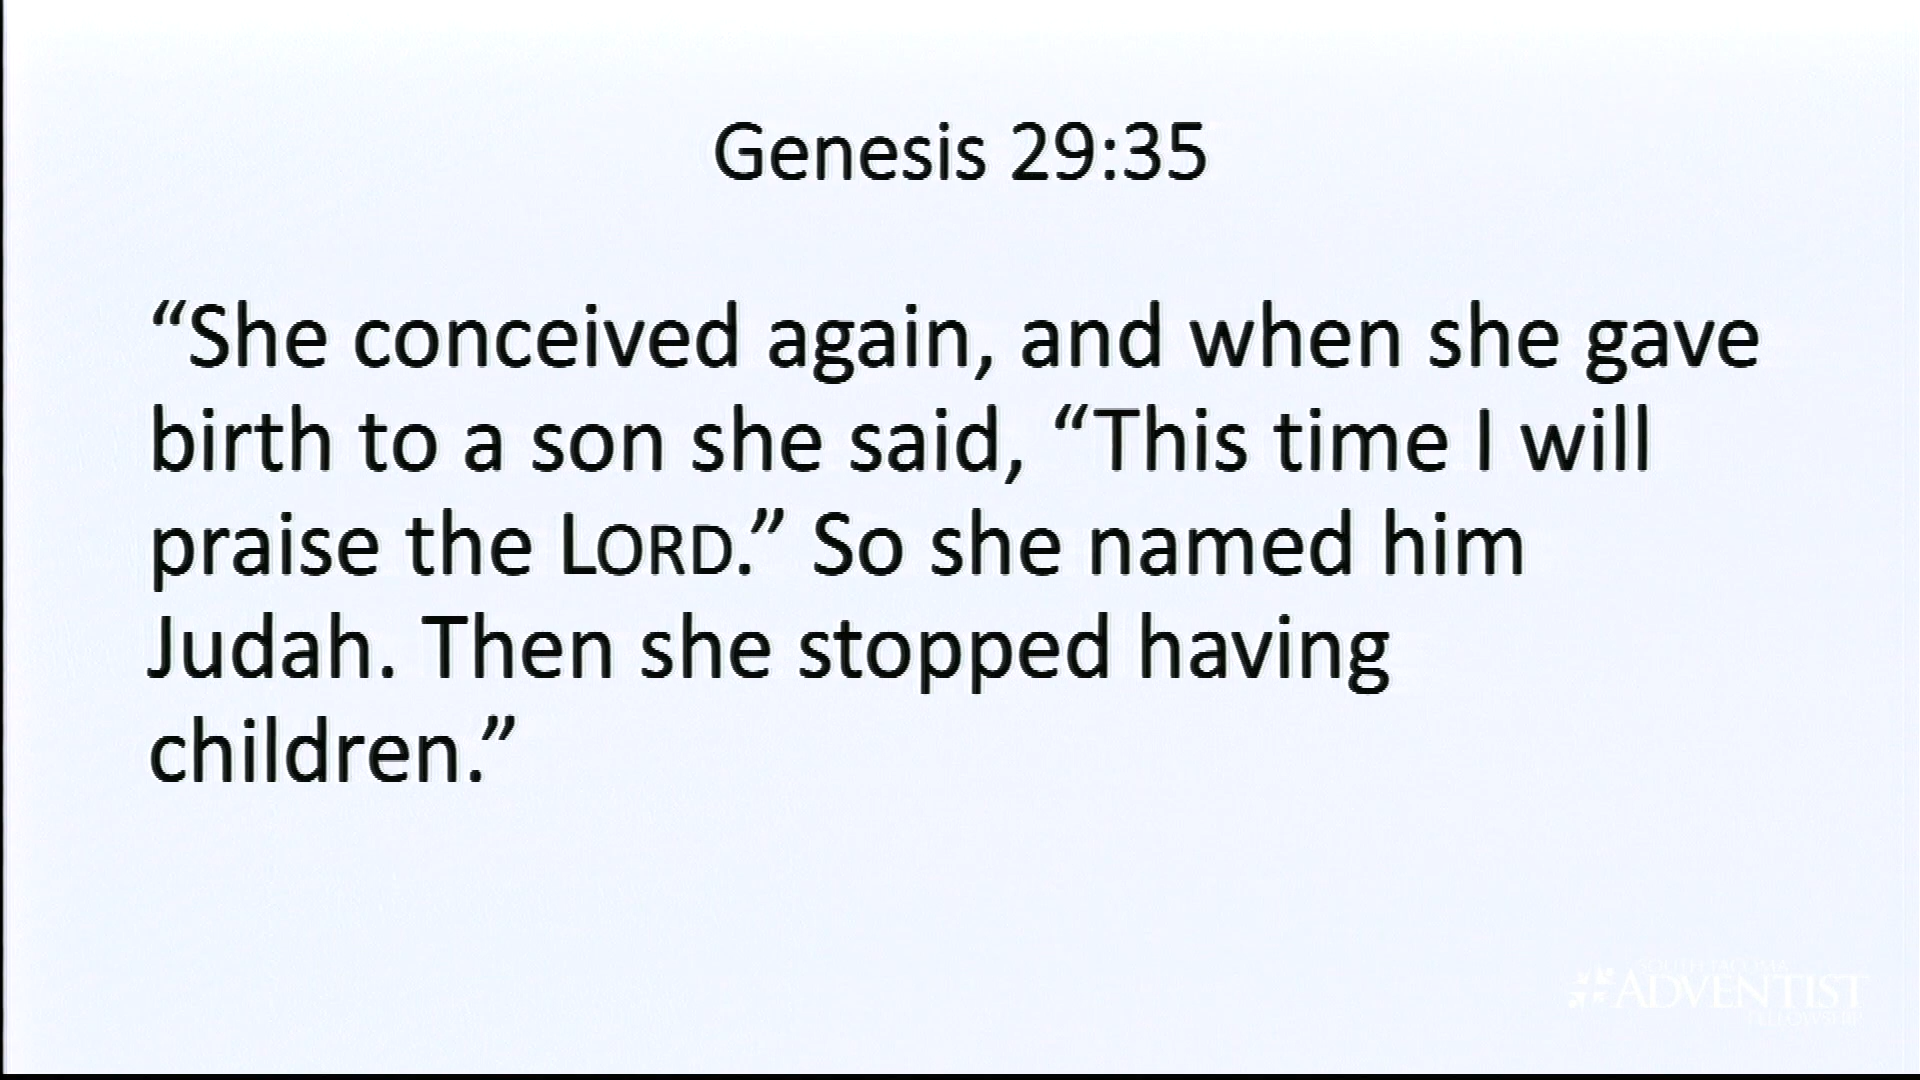 Genesis 29:35
“She conceived again, and when she gave
birth to a son she said, “This time I will
praise the LORD.” So she named him
Judah. Then she stopped having
children.”
ADVENTIST